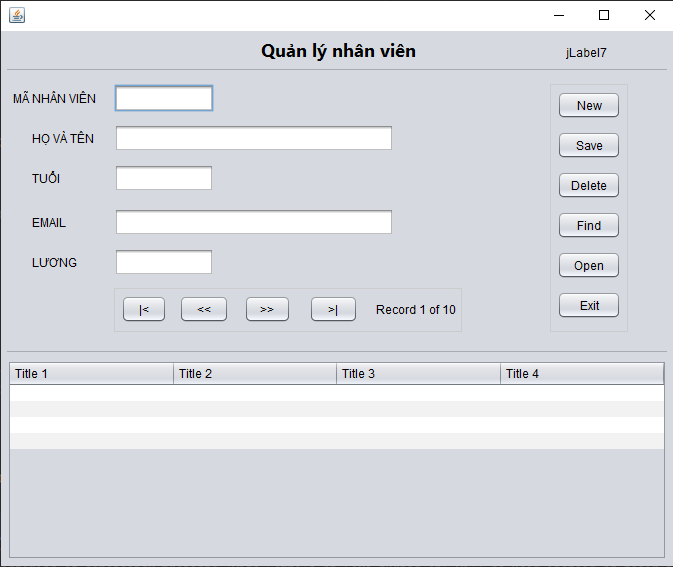 Quản lý nhân viên
jLabel7
MÃ NHÂN VIÊN
HỌ VÀ TÊN
TUỔI
EMAIL
LƯƠNG
|< << >> >| Record 1 of 10
New
Save
Delete
Find
Open
Exit
Title 1 Title 2 Title 3 Title 4